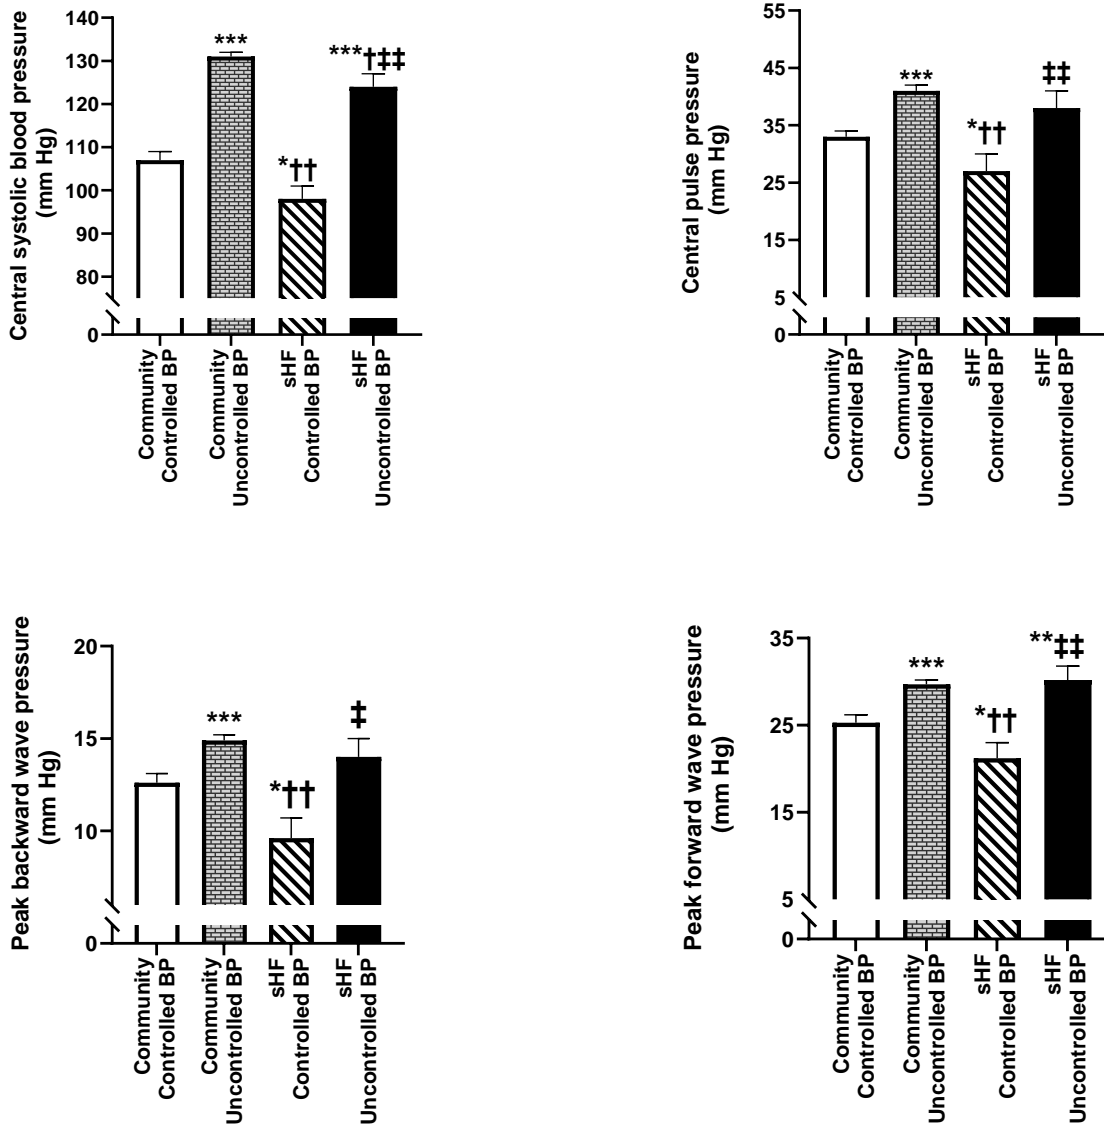 Central systolic blood pressure
(mm Hg)
140
130
120
110
100
90
80
0
***
*††
***†‡‡
Community
Controlled BP
Community
Uncontrolled BP
sHF
Controlled BP
sHF
Uncontrolled BP
Central pulse pressure
(mm Hg)
55
45
35
25
15
5
0
***
*††
‡‡
Community
Controlled BP
Community
Uncontrolled BP
sHF
Controlled BP
sHF
Uncontrolled BP
Peak backward wave pressure
(mm Hg)
20
15
10
0
***
*††
‡
Community
Controlled BP
Community
Uncontrolled BP
sHF
Controlled BP
sHF
Uncontrolled BP
Peak forward wave pressure
(mm Hg)
35
25
15
5
0
***
*††
**‡‡
Community
Controlled BP
Community
Uncontrolled BP
sHF
Controlled BP
sHF
Uncontrolled BP